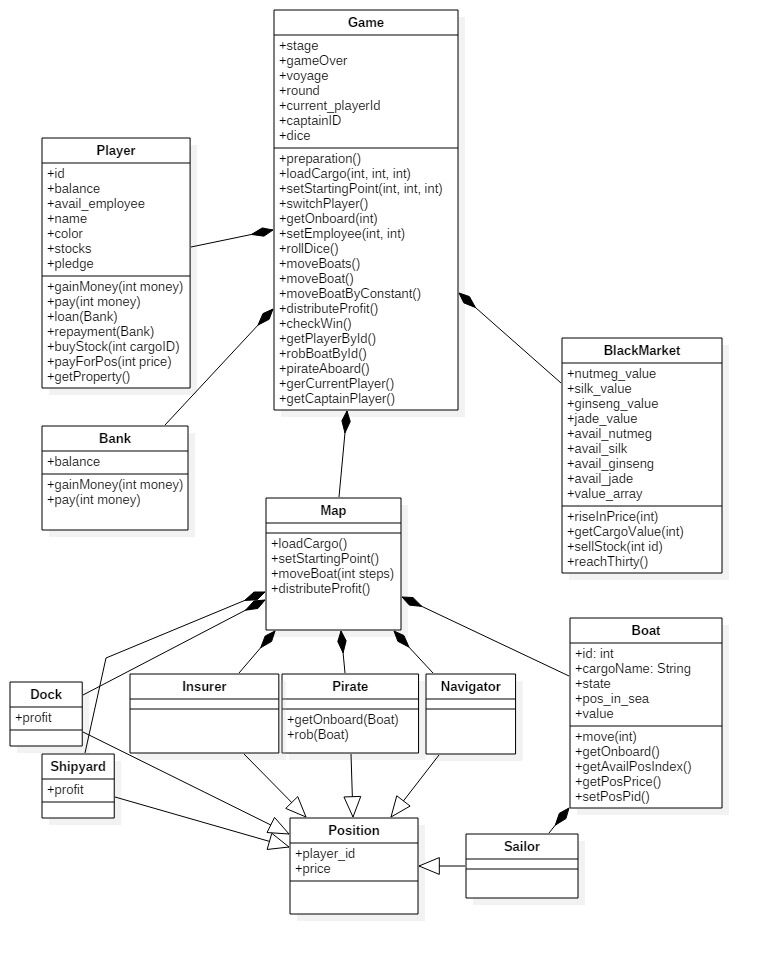 Game
+stage
+gameOver
+voyage
+round
+current_playerId
+captainID
+dice
+preparation()
+loadCargo(int, int, int)
+setStartingPoint(int, int, int)
+switchPlayer()
+getOnboard(int)
+setEmployee(int, int)
+rollDice()
+moveBoats()
+moveBoat()
+moveBoatByConstant()
+distributeProfit()
+checkWin()
+getPlayerById()
+robBoatById()
+pirateAboard()
+gerCurrentPlayer()
+getCaptainPlayer()
Player
+id
+balance
+avail_employee
+name
+color
+stocks
+pledge
+gainMoney(int money)
+pay(int money)
+loan(Bank)
+repayment(Bank)
+buyStock(int cargoID)
+payForPos(int price)
+getProperty()
Bank
+balance
+gainMoney(int money)
+pay(int money)
BlackMarket
+nutmeg_value
+silk_value
+ginseng_value
+jade_value
+avail_nutmeg
+avail_silk
+avail_ginseng
+avail_jade
+value_array
+riseInPrice(int)
+getCargoValue(int)
+sellStock(int id)
+reachThirty()
Map
+loadCargo()
+setStartingPoint()
+moveBoat(int steps)
+distributeProfit()
Boat
+id: int
+cargoName: String
+state
+pos_in_sea
+value
+move(int)
+getOnboard()
+getAvailPosIndex()
+getPosPrice()
+setPosPid()
Dock
+profit
Insurer
Pirate
+getOnboard(Boat)
+rob(Boat)
Navigator
Shipyard
+profit
Position
+player_id
+price
Sailor